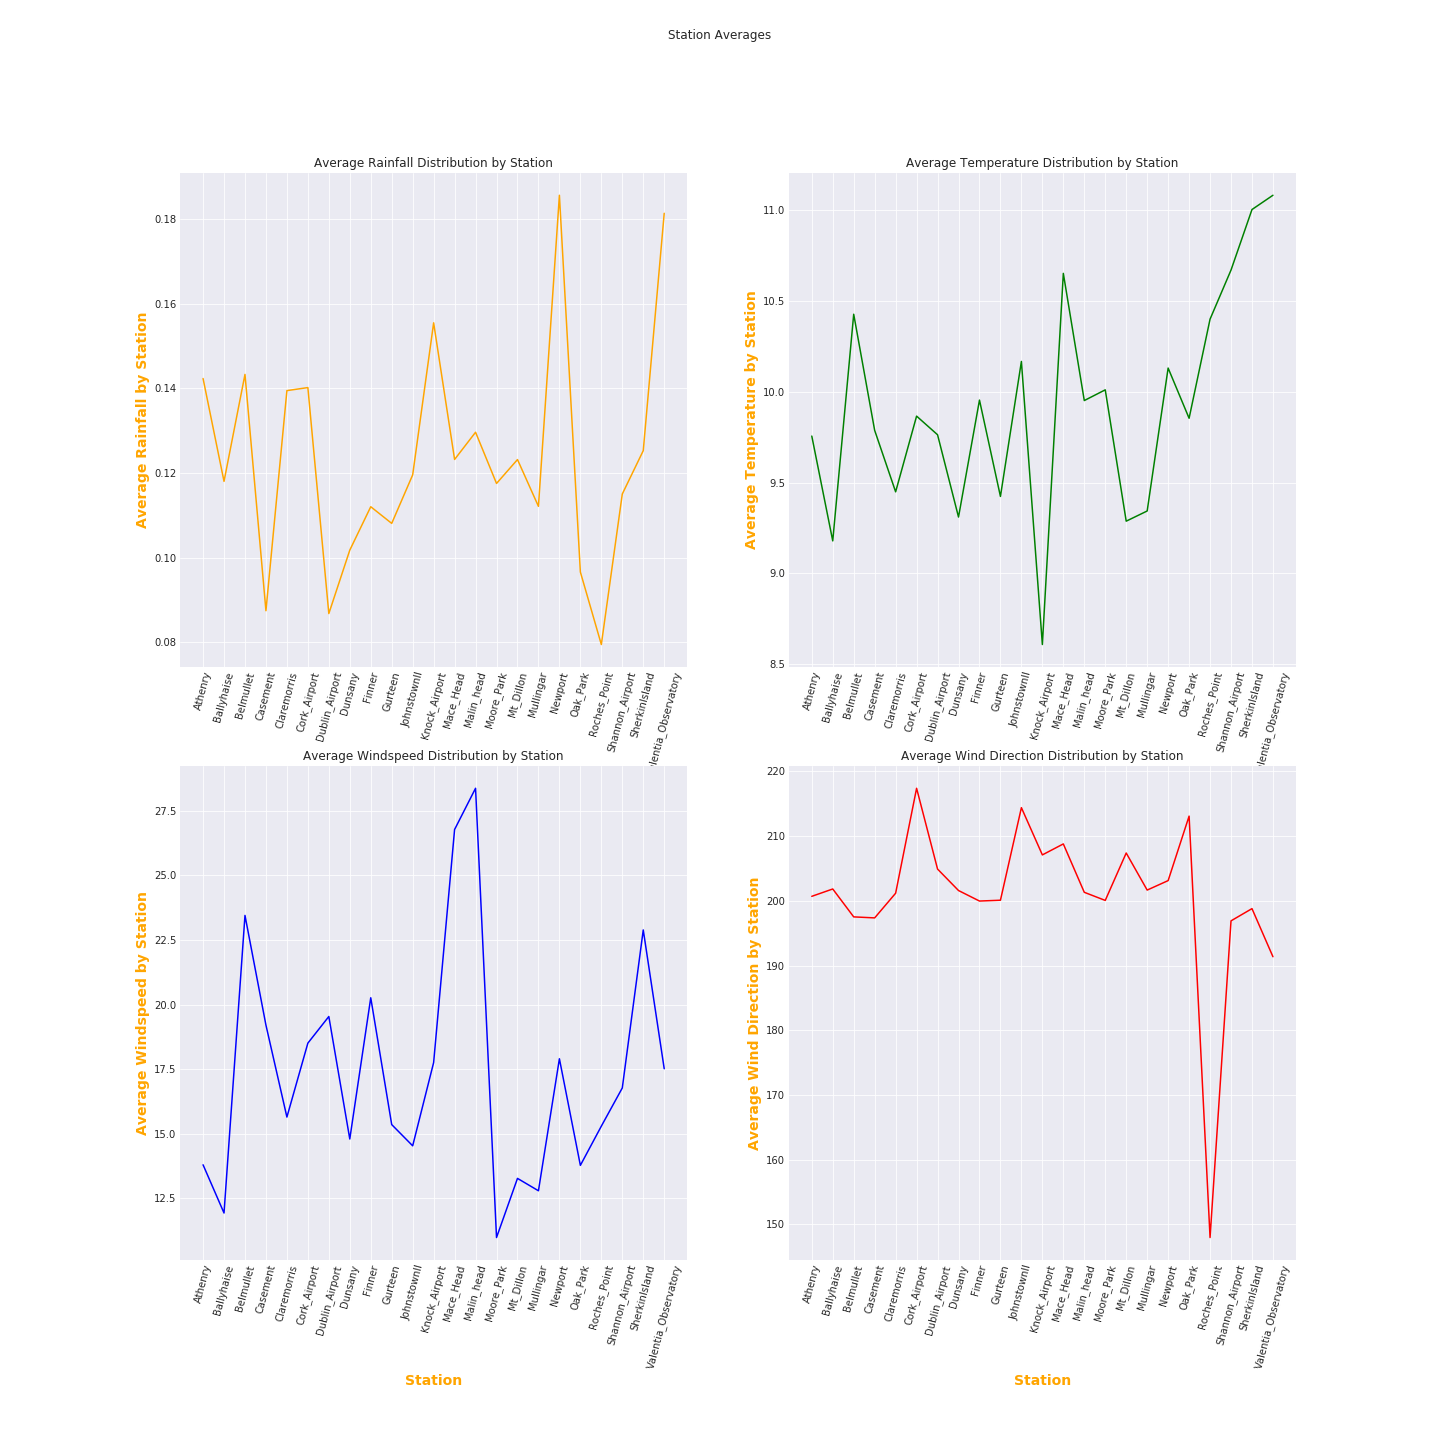 Station Averages
Average Rainfall Distribution by Station
Average Rainfall by Station
0.18
0.16
0.14
0.12
0.10
0.08
Athenry
Ballyhaise
Belmullet
Casement
Claremorris
Cork_Airport
Dublin_Airport
Dunsany
Finner
Gurteen
JohnstownII
Knock_Airport
Mace_Head
Malin_head
Moore_Park
Mt_Dillon
Mullingar
Newport
Oak_Park
Roches_Point
Shannon_Airport
SherkinIsland
lentia_Observatory
Average Temperature Distribution by Station
Average Temperature by Station
11.0
10.5
10.0
9.5
9.0
8.5
Athenry
Ballyhaise
Belmullet
Casement
Claremorris
Cork_Airport
Dublin_Airport
Dunsany
Finner
Gurteen
JohnstownII
Knock_Airport
Mace_Head
Malin_head
Moore_Park
Mt_Dillon
Mullingar
Newport
Oak_Park
Roches_Point
Shannon_Airport
SherkinIsland
lentia_Observatory
Average Windspeed Distribution by Station
Average Windspeed by Station
27.5
25.0
22.5
20.0
17.5
15.0
12.5
Athenry
Ballyhaise
Belmullet
Casement
Claremorris
Cork_Airport
Dublin_Airport
Dunsany
Finner
Gurteen
JohnstownII
Knock_Airport
Mace_Head
Malin_head
Moore_Park
Mt_Dillon
Mullingar
Newport
Oak_Park
Roches_Point
Shannon_Airport
SherkinIsland
Valentia_Observatory
Station
Average Wind Direction Distribution by Station
Average Wind Direction by Station
220
210
200
190
180
170
160
150
Athenry
Ballyhaise
Belmullet
Casement
Claremorris
Cork_Airport
Dublin_Airport
Dunsany
Finner
Gurteen
JohnstownII
Knock_Airport
Mace_Head
Malin_head
Moore_Park
Mt_Dillon
Mullingar
Newport
Oak_Park
Roches_Point
Shannon_Airport
SherkinIsland
Valentia_Observatory
Station